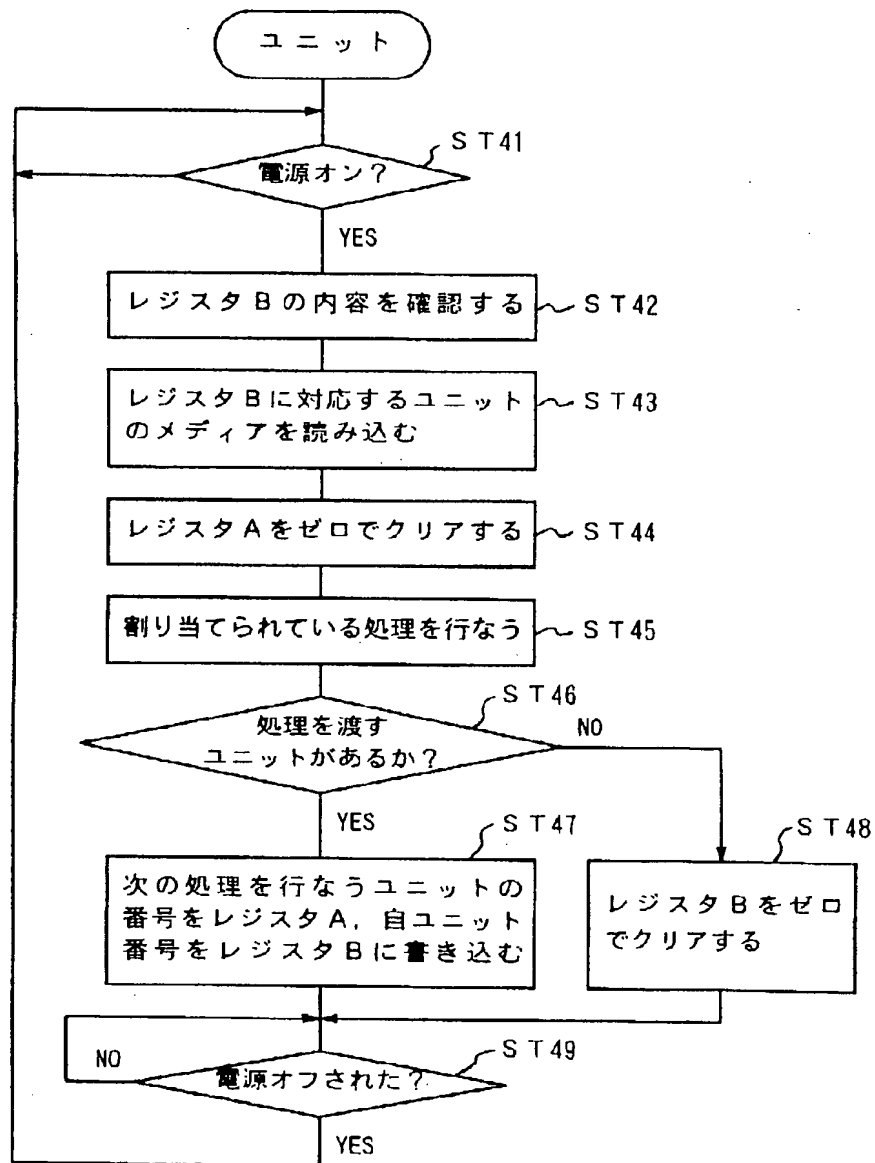 ユニット
ST41
電源オン?
YES
レジスタBの内容を確認する
ST42
レジスタBに対応するユニット
のメディアを読み込む
ST43
レジスタAをゼロでクリアする
ST44
割り当てられている処理を行なう
ST45
ST46
処理を渡す
ユニットがあるか?
NO
YES
ST47
次の処理を行なうユニットの
番号をレジスタA,自ユニット
番号をレジスタBに書き込む
ST48
レジスタBをゼロ
でクリアする
ST49
NO
電源オフされた?
YES